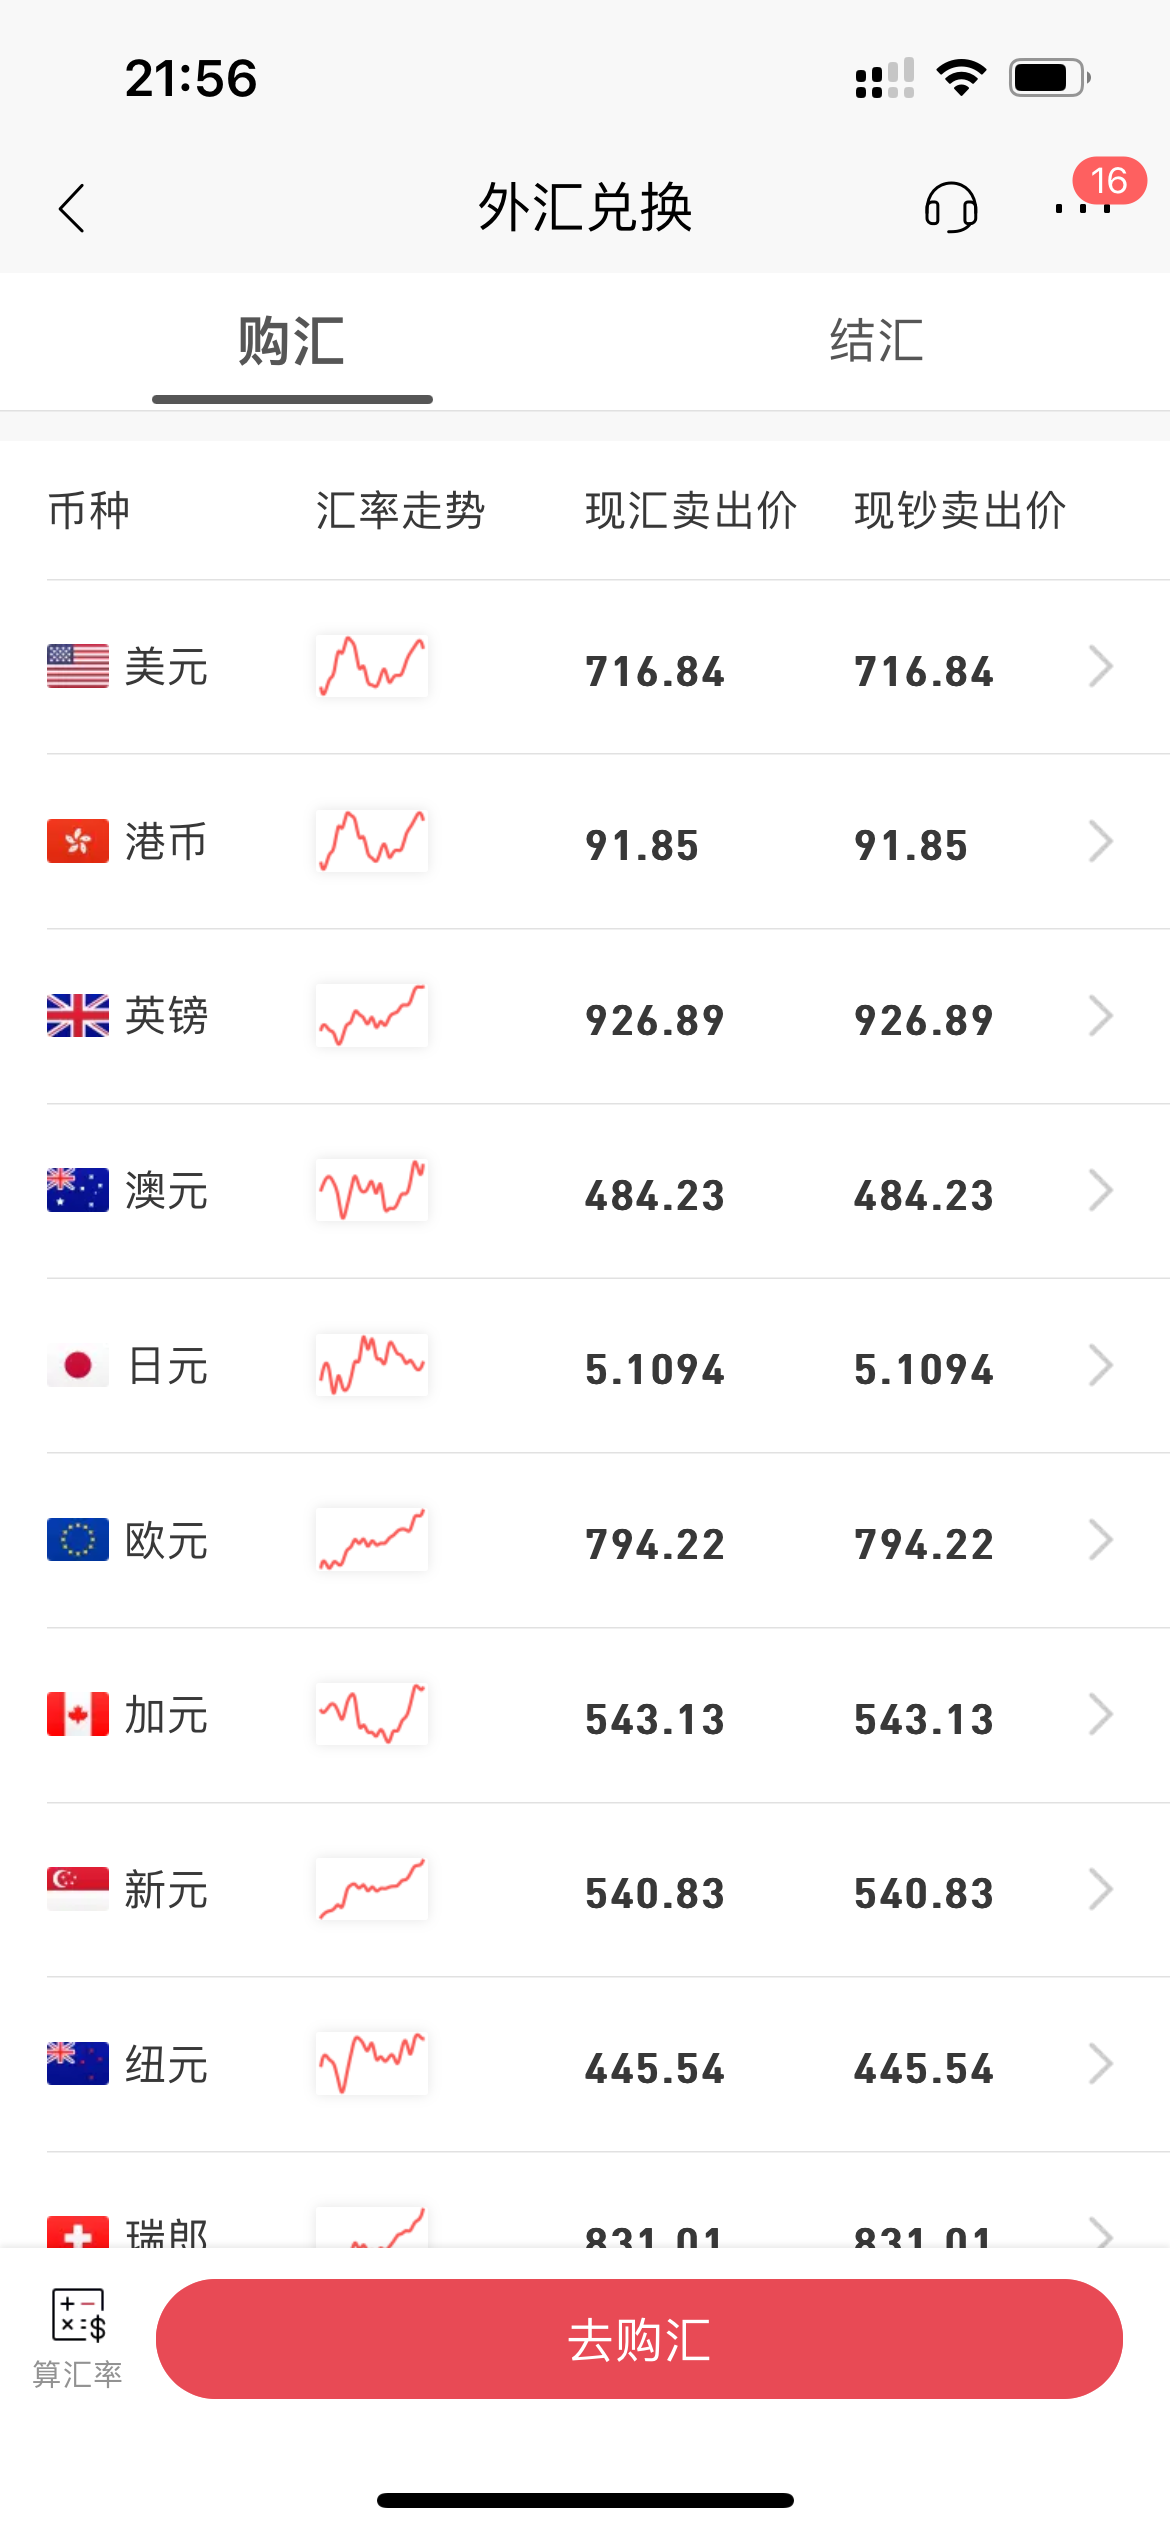 21:56
外汇兑换
16
购汇 结汇
币种 汇率走势 现汇卖出价 现钞卖出价
美元 716.84 716.84
港币 91.85 91.85
英镑 926.89 926.89
澳元 484.23 484.23
日元 5.1094 5.1094
欧元 794.22 794.22
加元 543.13 543.13
新元 540.83 540.83
纽元 445.54 445.54
瑞郎 831.01 831.01
算汇率
去购汇